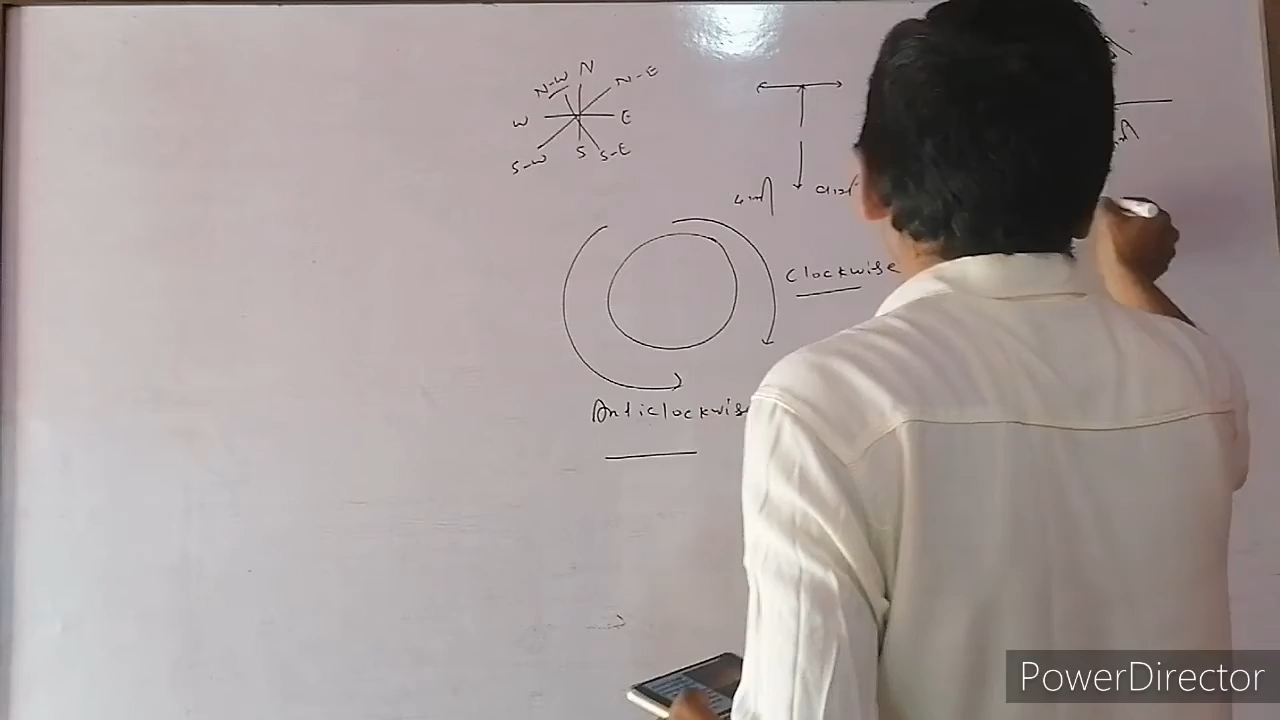 N
N-W
N-E
W
E
S-W
S
S-E
Clockwise
Anticlockwise
PowerDirector